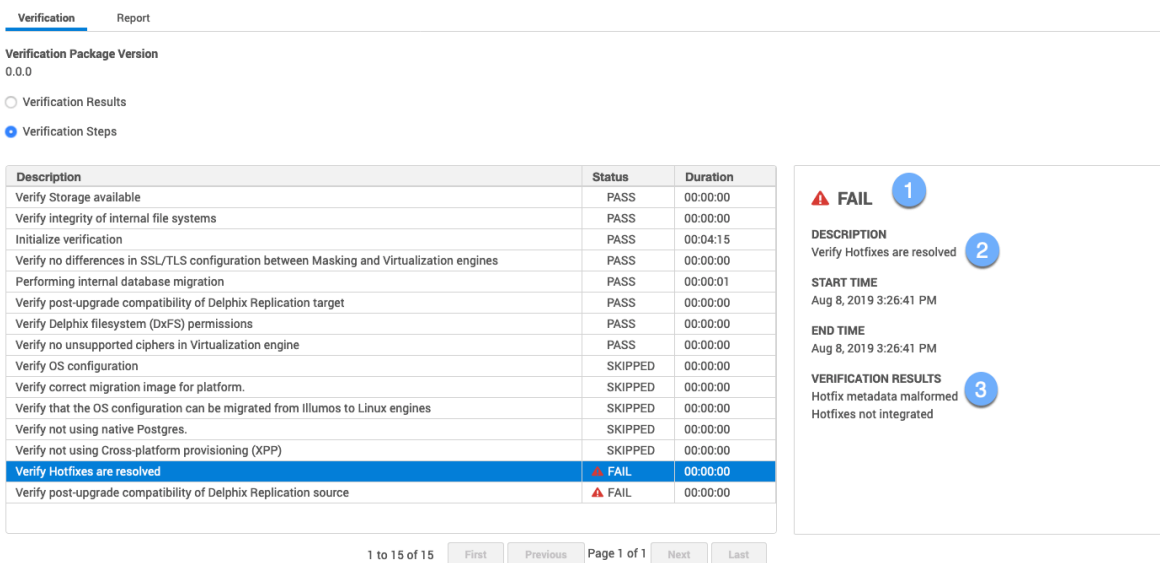 Verification Report
Verification Package Version
0.0.0
Verification Results
Verification Steps
Description Status Duration
Verify Storage available PASS 00:00:00
Verify integrity of internal file systems PASS 00:00:00
Initialize verification PASS 00:04:15
Verify no differences in SSL/TLS configuration between Masking and Virtualization engines PASS 00:00:00
Performing internal database migration PASS 00:00:01
Verify post-upgrade compatibility of Delphix Replication target PASS 00:00:00
Verify Delphix filesystem (DxFS) permissions PASS 00:00:00
Verify no unsupported ciphers in Virtualization engine PASS 00:00:00
Verify OS configuration SKIPPED 00:00:00
Verify correct migration image for platform. SKIPPED 00:00:00
Verify that the OS configuration can be migrated from Illumos to Linux engines SKIPPED 00:00:00
Verify not using native Postgres. SKIPPED 00:00:00
Verify not using Cross-platform provisioning (XPP) SKIPPED 00:00:00
Verify Hotfixes are resolved FAIL 00:00:00
Verify post-upgrade compatibility of Delphix Replication source FAIL 00:00:00
1 to 15 of 15 First Previous Page 1 of 1 Next Last
FAIL 1
DESCRIPTION
Verify Hotfixes are resolved 2
START TIME
Aug 8, 2019 3:26:41 PM
END TIME
Aug 8, 2019 3:26:41 PM
VERIFICATION RESULTS
Hotfix metadata malformed 3
Hotfixes not integrated